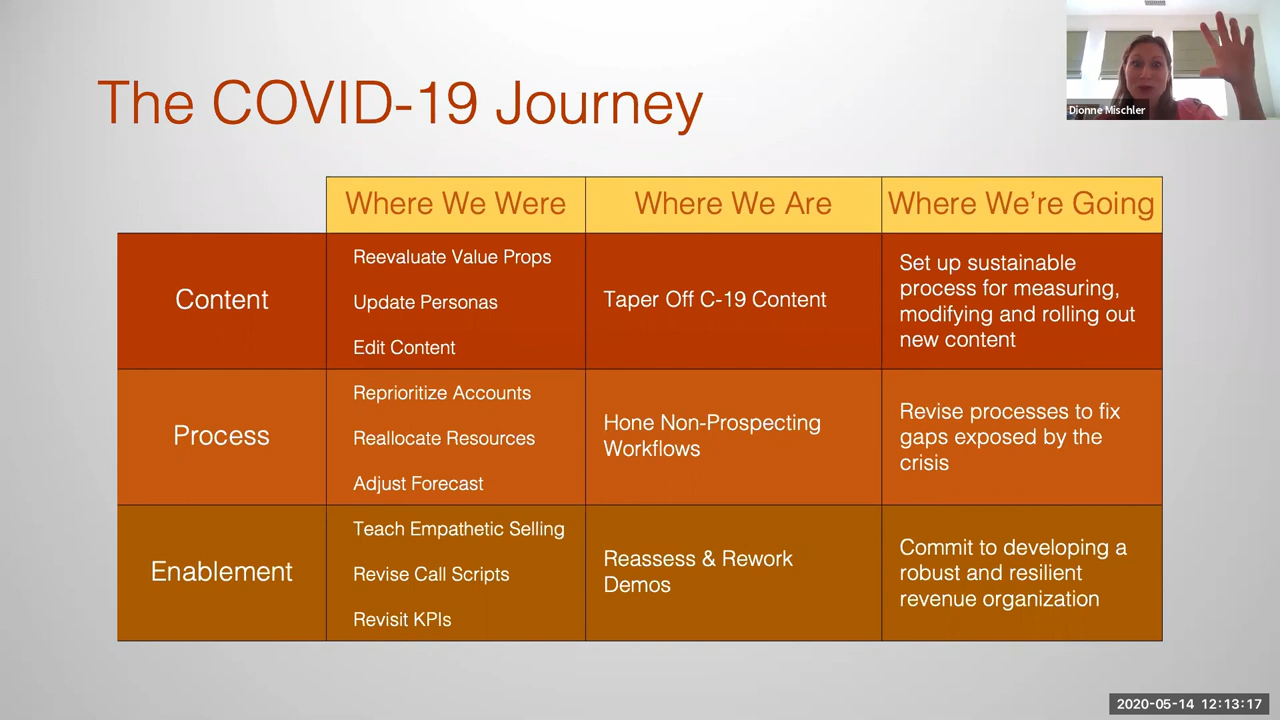 The COVID-19 Journey
Dionne Mischler
Where We Were
Where We Are
Where We're Going
Content
Reevaluate Value Props
Update Personas
Edit Content
Taper Off C-19 Content
Set up sustainable
process for measuring,
modifying and rolling out
new content
Process
Reprioritize Accounts
Reallocate Resources
Adjust Forecast
Hone Non-Prospecting
Workflows
Revise processes to fix
gaps exposed by the
crisis
Enablement
Teach Empathetic Selling
Revise Call Scripts
Revisit KPIs
Reassess & Rework
Demos
Commit to developing a
robust and resilient
revenue organization
2020-05-14 12:13:17